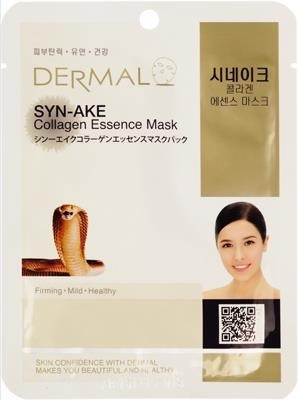 피부탄력 • 유연 • 건강
DERMAL
시네이크
콜라겐
에센스 마스크
SYN-AKE
Collagen Essence Mask
シンーエイクコラーゲンエッセンスマスクパック
Firming • Mild • Healthy
SKIN CONFIDENCE WITH DERMAL
MAKES YOU BEAUTIFUL AND HEALTHY